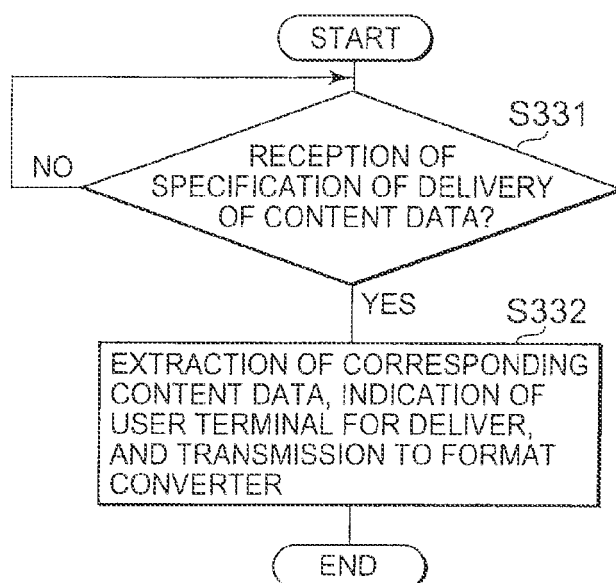 START
S331
RECEPTION OF
SPECIFICATION OF DELIVERY
OF CONTENT DATA?
NO
YES
S332
EXTRACTION OF CORRESPONDING
CONTENT DATA, INDICATION OF
USER TERMINAL FOR DELIVER,
AND TRANSMISSION TO FORMAT
CONVERTER
END